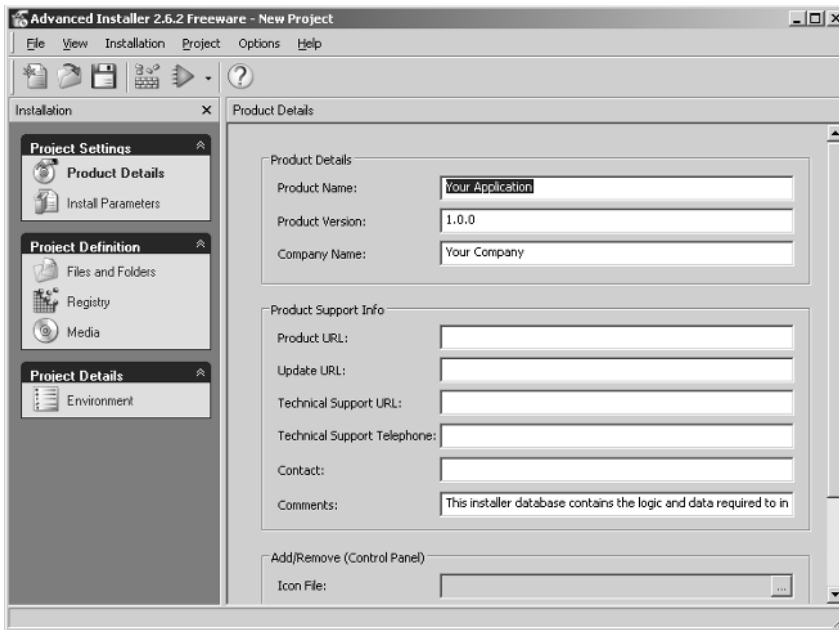 Advanced Installer 2.6.2 Freeware - New Project
File View Installation Project Options Help
Installation
Product Details
Project Settings
Product Details
Install Parameters
Project Definition
Files and Folders
Registry
Media
Project Details
Environment
Product Details
Product Name: Your Application
Product Version: 1.0.0
Company Name: Your Company
Product Support Info
Product URL:
Update URL:
Technical Support URL:
Technical Support Telephone:
Contact:
Comments: This installer database contains the logic and data required to in
Add/Remove (Control Panel)
Icon File: ...